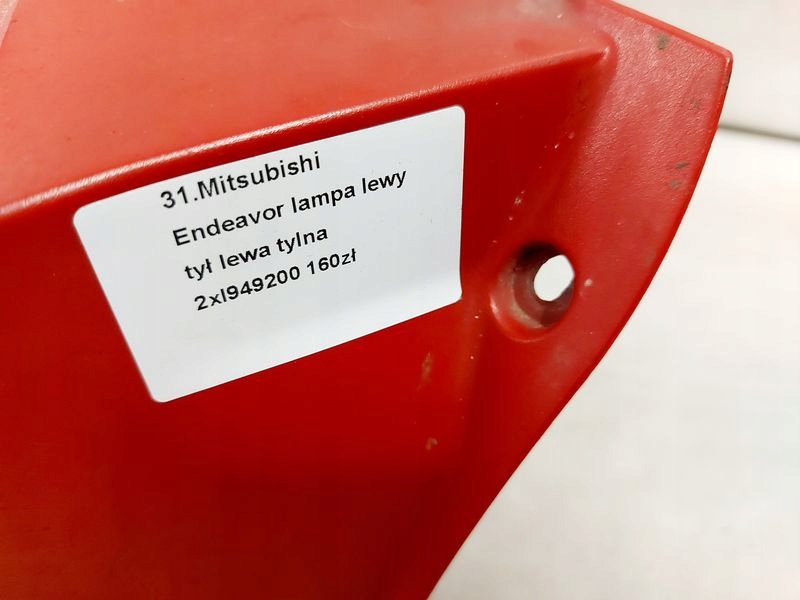 31.Mitsubishi
Endeavor lampa lewy
tył lewa tylna
2xl949200 160zł